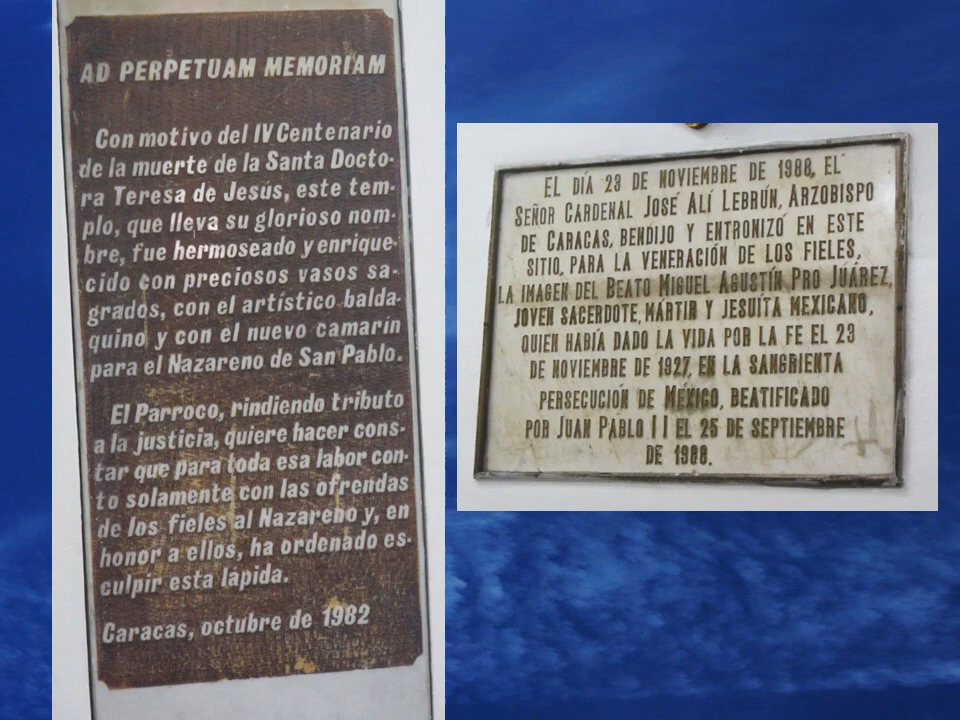 AD PERPETUAM MEMORIAM
Con motivo del IV Centenario
de la muerte de la Santa Docto-
ra Teresa de Jesús, este tem-
plo, que lleva su glorioso nom-
bre, fue hermoseado y enrique-
cido con preciosos vasos sa-
grados, con el artístico balda-
quino y con el nuevo camarín
para el Nazareno de San Pablo.
El Parroco, rindiendo tributo
a la justicia, quiere hacer cons-
tar que para toda esa labor con-
to solamente con las ofrendas
de los fieles al Nazareno y, en
honor a ellos, ha ordenado es-
culpir esta lapida.
Caracas, octubre de 1982
EL DÍA 23 DE NOVIEMBRE DE 1988, EL
SEÑOR CARDENAL JOSÉ ALÍ LEBRÚN, ARZOBISPO
DE CARACAS, BENDIJO Y ENTRONIZÓ EN ESTE
SITIO, PARA LA VENERACIÓN DE LOS FIELES,
LA IMAGEN DEL BEATO MIGUEL AGUSTÍN PRO JUÁREZ,
JOVEN SACERDOTE, MÁRTIR Y JESUÍTA MEXICANO,
QUIEN HABÍA DADO LA VIDA POR LA FE EL 23
DE NOVIEMBRE DE 1927, EN LA SANGRIENTA
PERSECUCIÓN DE MÉXICO, BEATIFICADO
POR JUAN PABLO II EL 25 DE SEPTIEMBRE
DE 1988.